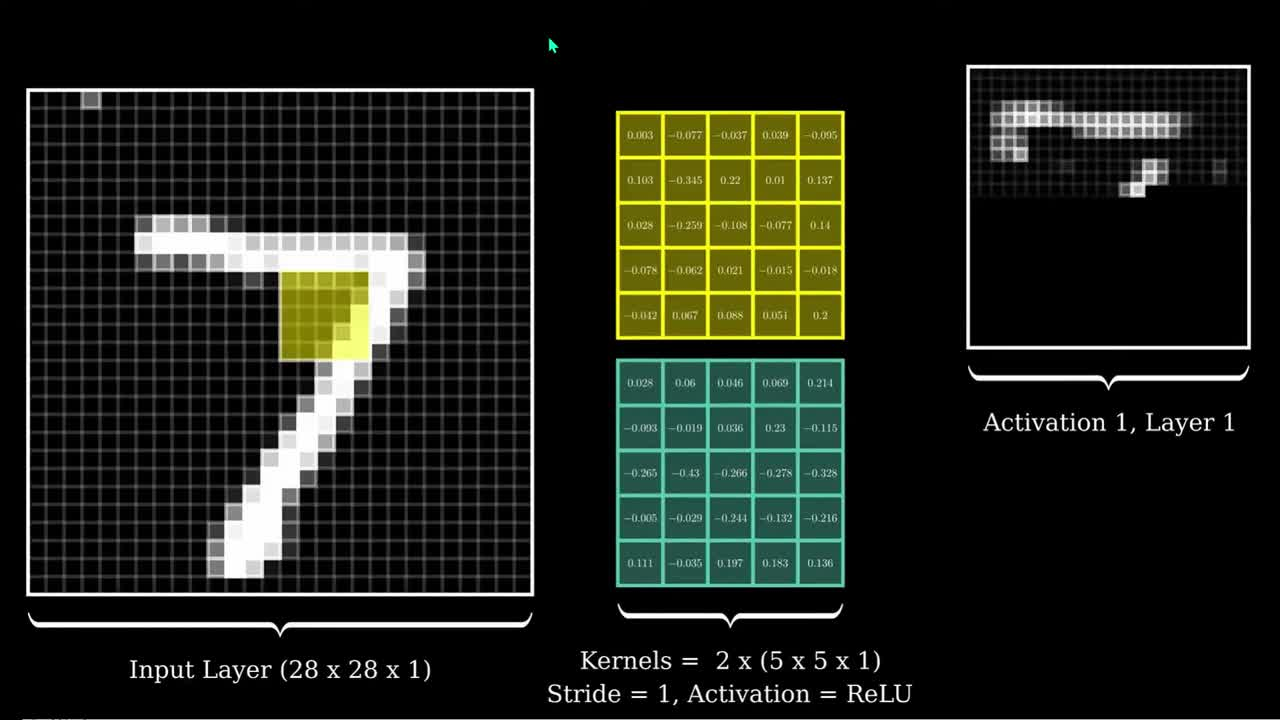 0.003 −0.077 −0.037 0.039 −0.095
0.103 −0.345 0.22 0.01 0.137
0.028 −0.259 −0.108 −0.077 0.14
−0.078 −0.062 0.021 −0.015 −0.018
−0.042 0.067 0.088 0.051 0.2
0.028 0.06 0.046 0.069 0.214
−0.093 −0.019 0.036 0.23 −0.115
−0.265 −0.43 −0.266 −0.278 −0.328
−0.005 −0.029 −0.244 −0.132 −0.216
0.111 −0.035 0.197 0.183 0.136
Activation 1, Layer 1
Input Layer (28 x 28 x 1)
Kernels = 2 x (5 x 5 x 1)
Stride = 1, Activation = ReLU